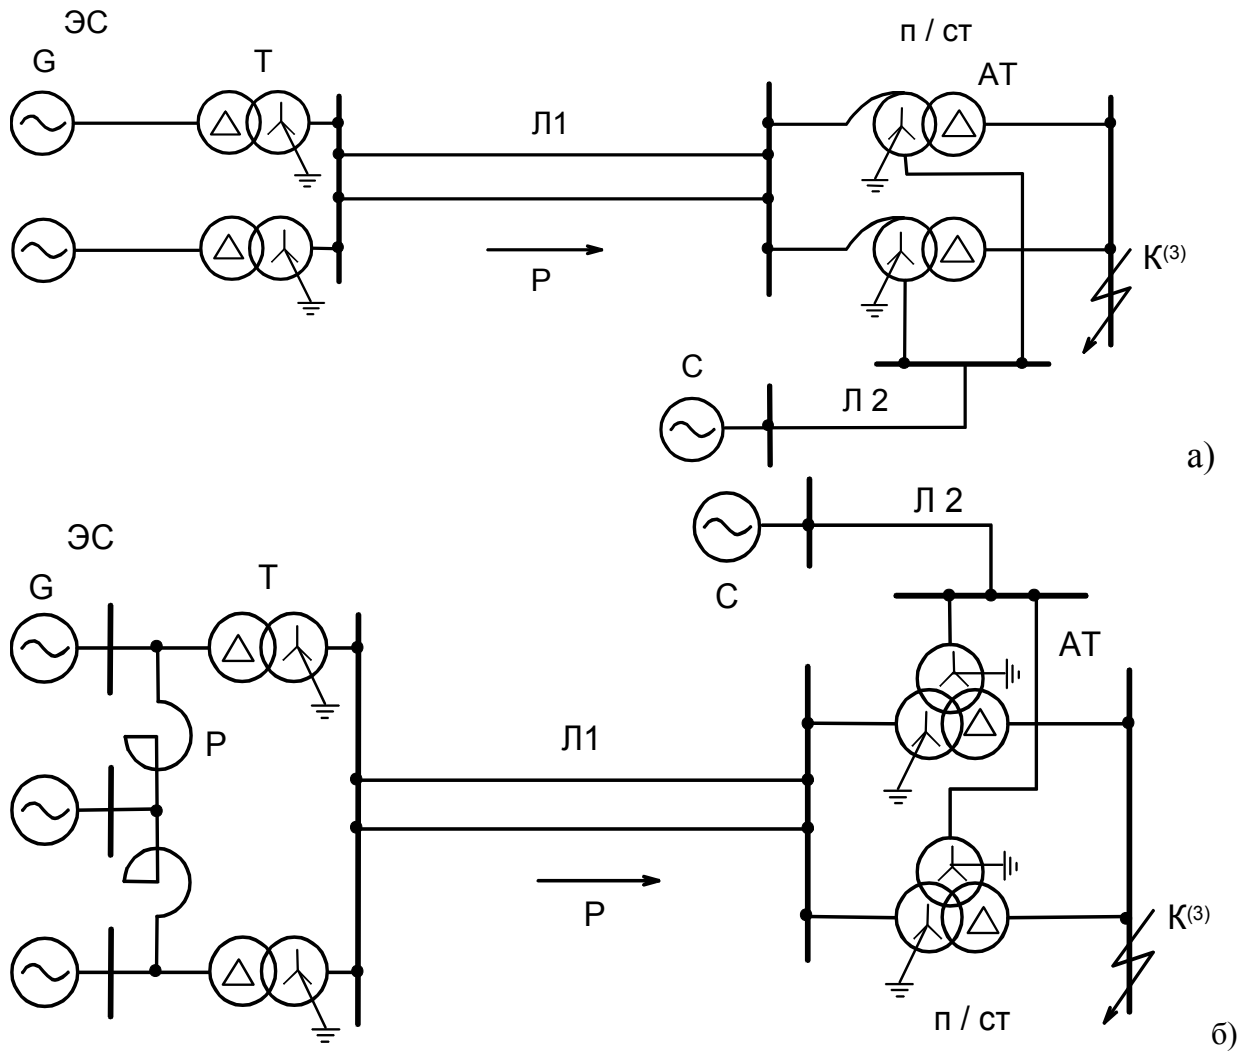 ЭС
п / ст
G
Т
АТ
Л1
Р
К(3)
С
Л 2
а)
Л 2
ЭС
С
G
Т
АТ
Р
Л1
Р
К(3)
п / ст
б)